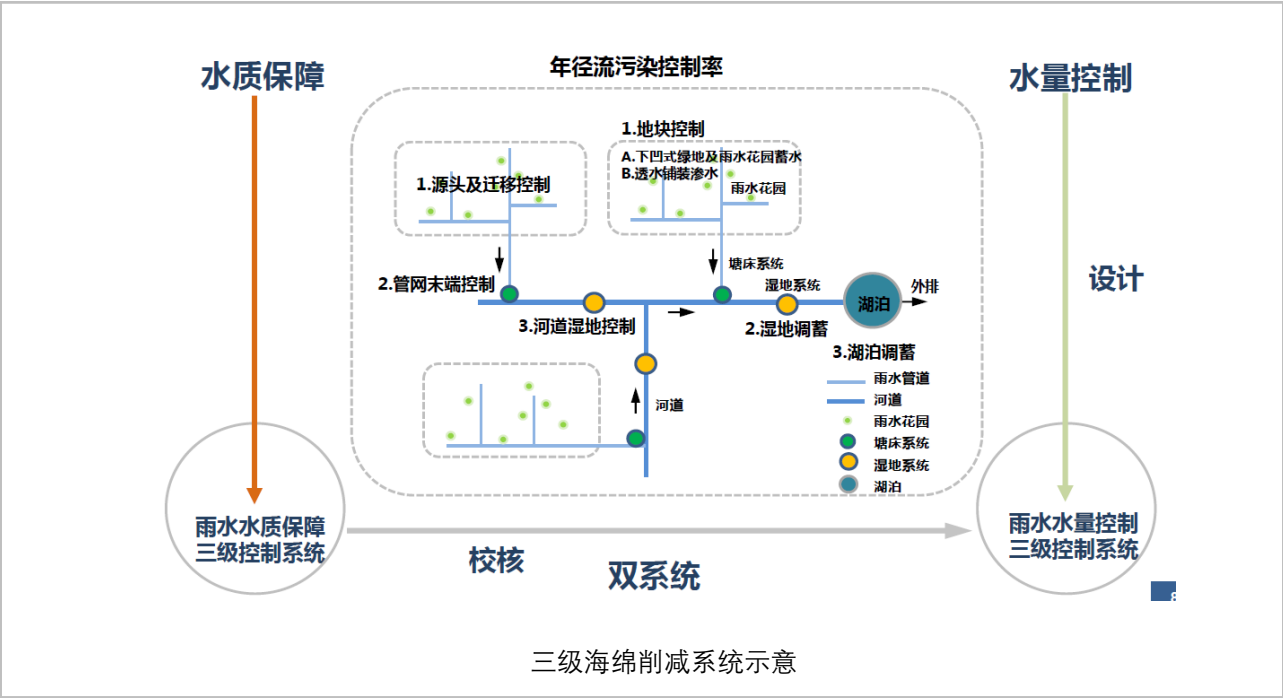 水质保障
年径流污染控制率
水量控制
1.地块控制
A.下凹式绿地及雨水花园蓄水
B.透水铺装渗水
1.源头及迁移控制
雨水花园
塘床系统
2.管网末端控制
湿地系统
外排
设计
湖泊
3.河道湿地控制
2.湿地调蓄
3.湖泊调蓄
雨水管道
河道
河道
雨水花园
塘床系统
湿地系统
湖泊
雨水水质保障
三级控制系统
雨水水量控制
三级控制系统
校核
双系统
三级海绵削减系统示意